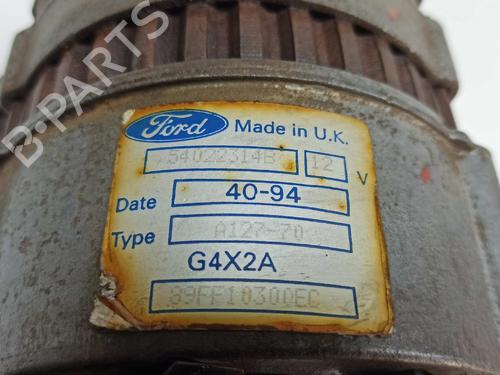 B-PARTS
Ford Made in U.K.
54022314B 12 V
Date 40-94
Type A127-70
G4X2A
89FF10300EC